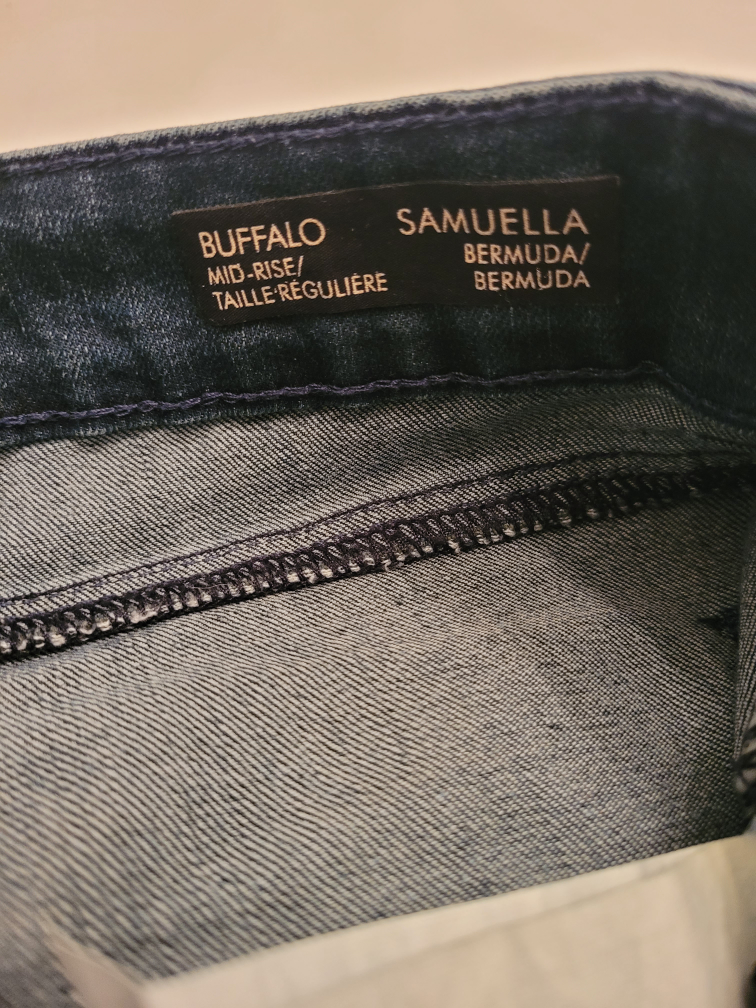 BUFFALO
MID-RISE/
TAILLE RÉGULIÈRE
SAMUELLA
BERMUDA/
BERMUDA